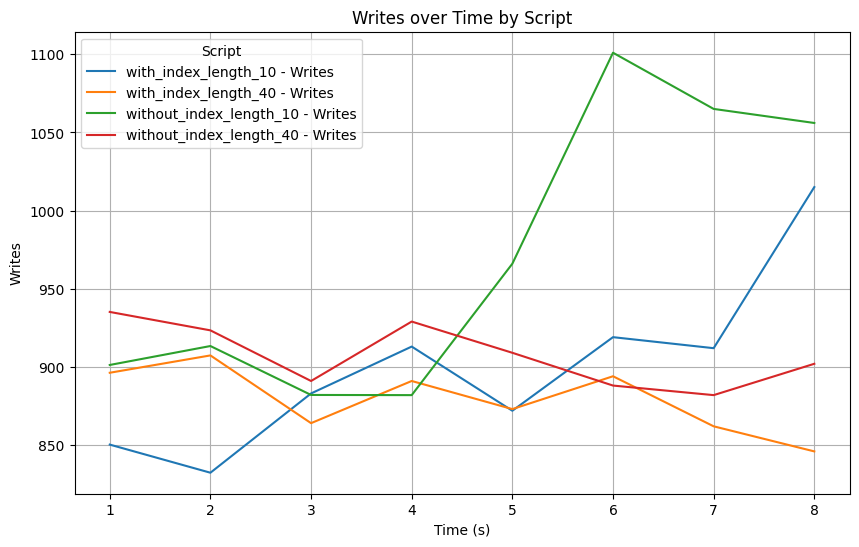 Writes over Time by Script
Script
with_index_length_10 - Writes
with_index_length_40 - Writes
without_index_length_10 - Writes
without_index_length_40 - Writes
Writes
1100
1050
1000
950
900
850
1 2 3 4 5 6 7 8
Time (s)